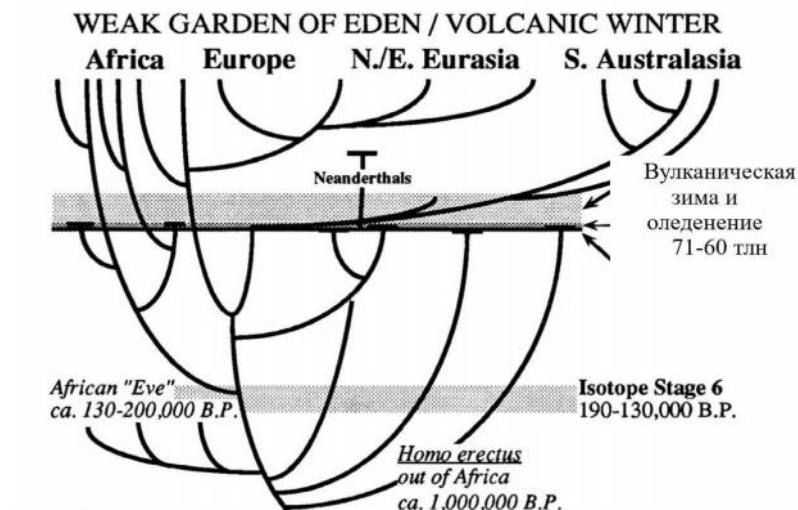 WEAK GARDEN OF EDEN / VOLCANIC WINTER
Africa Europe N./E. Eurasia S. Australasia
Neanderthals
Вулканическая
зима и
оледенение
71-60 тлн
African "Eve"
ca. 130-200,000 B.P.
Isotope Stage 6
190-130,000 B.P.
Homo erectus
out of Africa
ca. 1,000,000 B.P.